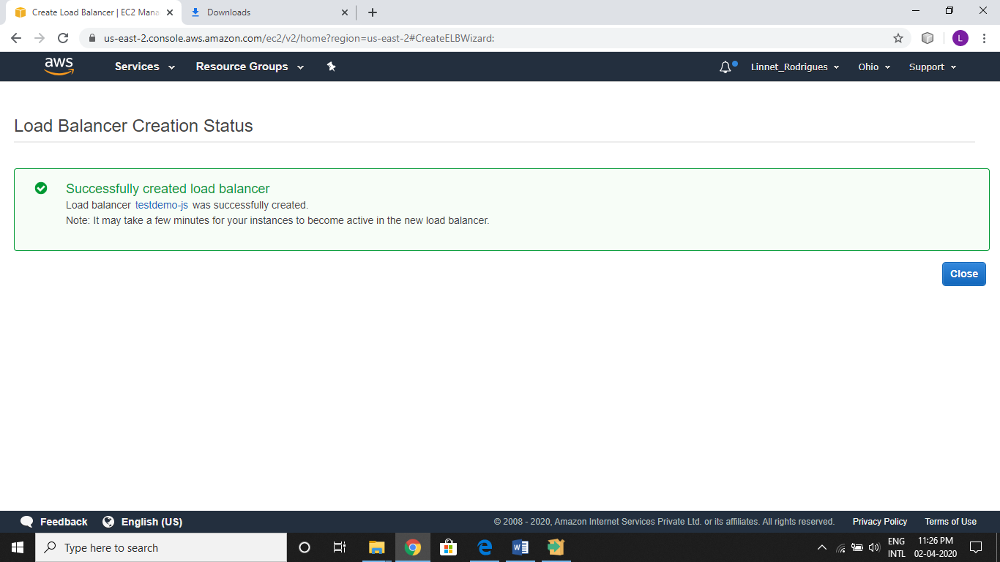 Create Load Balancer | EC2 Mana
Downloads
us-east-2.console.aws.amazon.com/ec2/v2/home?region=us-east-2#CreateELBWizard:
L
aws
Services
Resource Groups
Linnet_Rodrigues
Ohio
Support
Load Balancer Creation Status
Successfully created load balancer
Load balancer testdemo-js was successfully created.
Note: It may take a few minutes for your instances to become active in the new load balancer.
Close
Feedback
English (US)
© 2008 - 2020, Amazon Internet Services Private Ltd. or its affiliates. All rights reserved.
Privacy Policy
Terms of Use
Type here to search
ENG
INTL
11:26 PM
02-04-2020